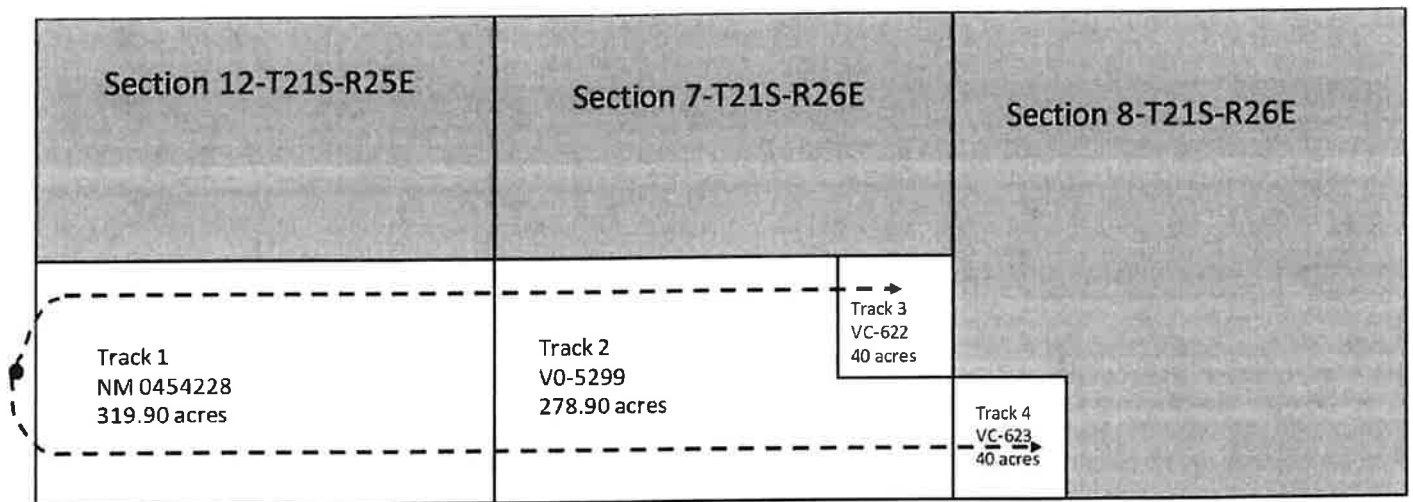 Section 12-T21S-R25E
Section 7-T21S-R26E
Section 8-T21S-R26E
Track 1
NM 0454228
319.90 acres
Track 2
V0-5299
278.90 acres
Track 3
VC-622
40 acres
Track 4
VC-623
40 acres